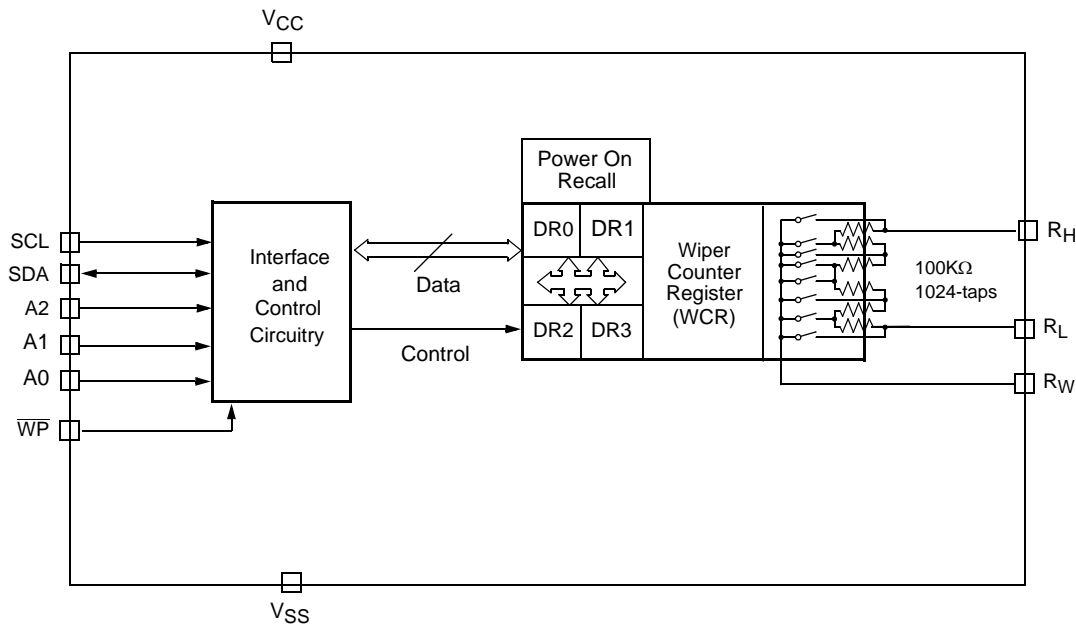 VCC
Power On
Recall
DR0
DR1
DR2
DR3
Wiper
Counter
Register
(WCR)
SCL
SDA
A2
A1
A0
WP
Interface
and
Control
Circuitry
Data
Control
100KΩ
1024-taps
RH
RL
RW
VSS